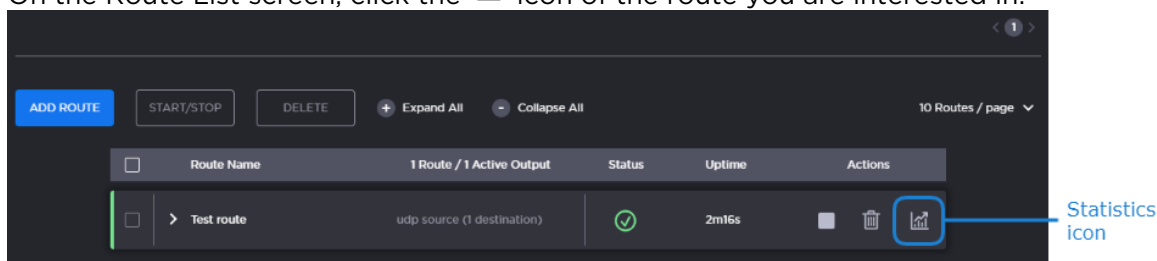 On the Route List screen, click the icon of the route you are interested in.
< 1 >
ADD ROUTE START/STOP DELETE + Expand All - Collapse All 10 Routes / page
Route Name 1 Route / 1 Active Output Status Uptime Actions
> Test route udp source (1 destination) 2m16s
Statistics
icon